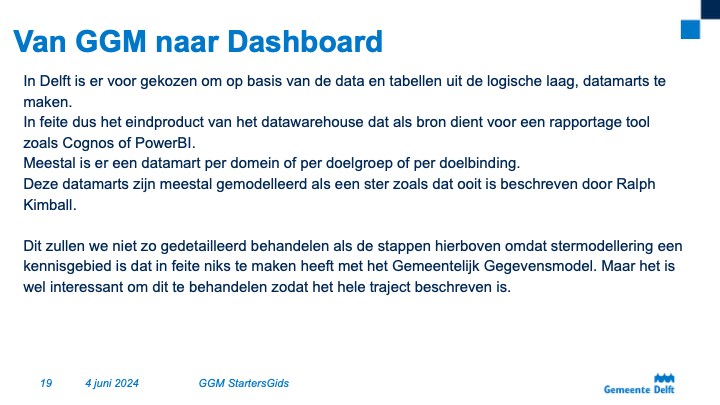 Van GGM naar Dashboard
In Delft is er voor gekozen om op basis van de data en tabellen uit de logische laag, datamarts te
maken.
In feite dus het eindproduct van het datawarehouse dat als bron dient voor een rapportage tool
zoals Cognos of PowerBI.
Meestal is er een datamart per domein of per doelgroep of per doelbinding.
Deze datamarts zijn meestal gemodelleerd als een ster zoals dat ooit is beschreven door Ralph
Kimball.
Dit zullen we niet zo gedetailleerd behandelen als de stappen hierboven omdat stermodellering een
kennisgebied is dat in feite niks te maken heeft met het Gemeentelijk Gegevensmodel. Maar het is
wel interessant om dit te behandelen zodat het hele traject beschreven is.
19 4 juni 2024 GGM StartersGids
Gemeente Delft